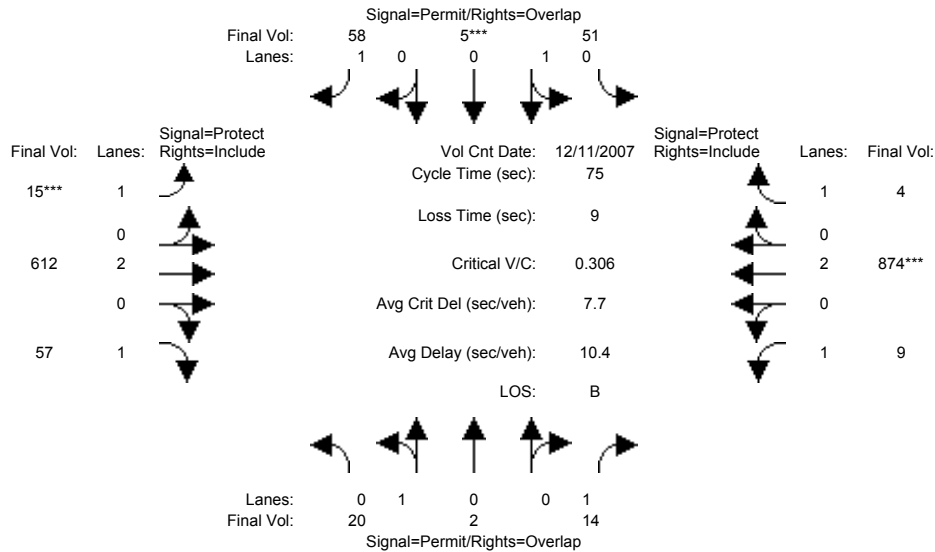 Signal=Permit/Rights=Overlap
Final Vol: 58 5*** 51
Lanes: 1 0 0 1 0
Signal=Protect Signal=Protect
Final Vol: Lanes: Rights=Include Vol Cnt Date: 12/11/2007 Rights=Include Lanes: Final Vol:
Cycle Time (sec): 75
15*** 1 1 4
Loss Time (sec): 9
0 0
612 2 Critical V/C: 0.306 2 874***
0 Avg Crit Del (sec/veh): 7.7 0
57 1 Avg Delay (sec/veh): 10.4 1 9
LOS: B
Lanes: 0 1 0 0 1
Final Vol: 20 2 14
Signal=Permit/Rights=Overlap